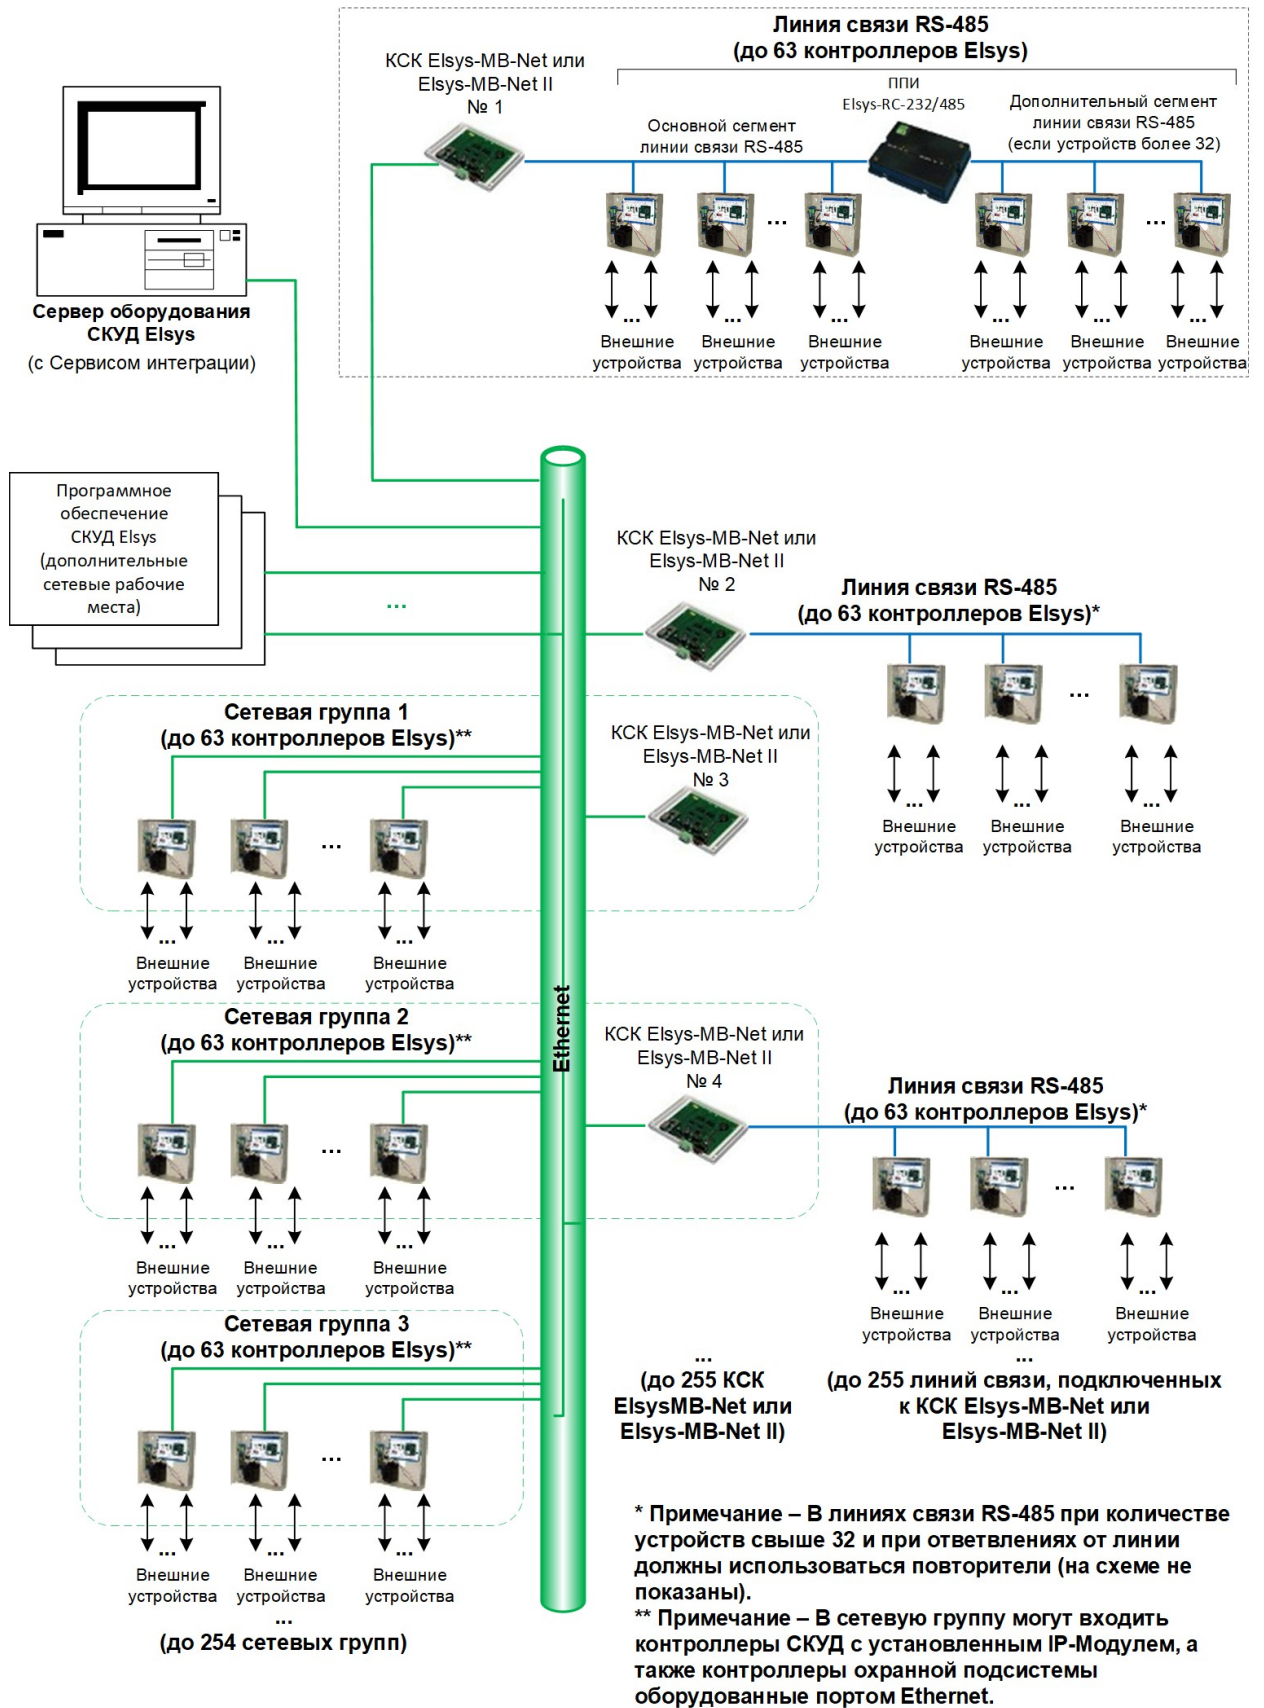 Линия связи RS-485
(до 63 контроллеров Elsys)
КСК Elsys-MB-Net или
Elsys-MB-Net II
№ 1
ППИ
Elsys-RC-232/485
Основной сегмент
линии связи RS-485
Дополнительный сегмент
линии связи RS-485
(если устройств более 32)
...
...
...
...
...
...
...
...
Внешние
устройства
Внешние
устройства
Внешние
устройства
Внешние
устройства
Внешние
устройства
Внешние
устройства
Сервер оборудования
СКУД Elsys
(с Сервисом интеграции)
Программное
обеспечение
СКУД Elsys
(дополнительные
сетевые рабочие
места)
...
КСК Elsys-MB-Net или
Elsys-MB-Net II
№ 2
Линия связи RS-485
(до 63 контроллеров Elsys)*
...
...
...
...
Внешние
устройства
Внешние
устройства
Внешние
устройства
Сетевая группа 1
(до 63 контроллеров Elsys)**
КСК Elsys-MB-Net или
Elsys-MB-Net II
№ 3
...
...
...
...
Внешние
устройства
Внешние
устройства
Внешние
устройства
Ethernet
Сетевая группа 2
(до 63 контроллеров Elsys)**
КСК Elsys-MB-Net или
Elsys-MB-Net II
№ 4
Линия связи RS-485
(до 63 контроллеров Elsys)*
...
...
...
...
Внешние
устройства
Внешние
устройства
Внешние
устройства
...
...
...
...
Внешние
устройства
Внешние
устройства
Внешние
устройства
Сетевая группа 3
(до 63 контроллеров Elsys)**
...
...
...
...
Внешние
устройства
Внешние
устройства
Внешние
устройства
...
(до 254 сетевых групп)
...
(до 255 КСК
ElsysMB-Net или
Elsys-MB-Net II)
...
(до 255 линий связи, подключенных
к КСК Elsys-MB-Net или
Elsys-MB-Net II)
* Примечание – В линиях связи RS-485 при количестве
устройств свыше 32 и при ответвлениях от линии
должны использоваться повторители (на схеме не
показаны).
** Примечание – В сетевую группу могут входить
контроллеры СКУД с установленным IP-Модулем, а
также контроллеры охранной подсистемы
оборудованные портом Ethernet.